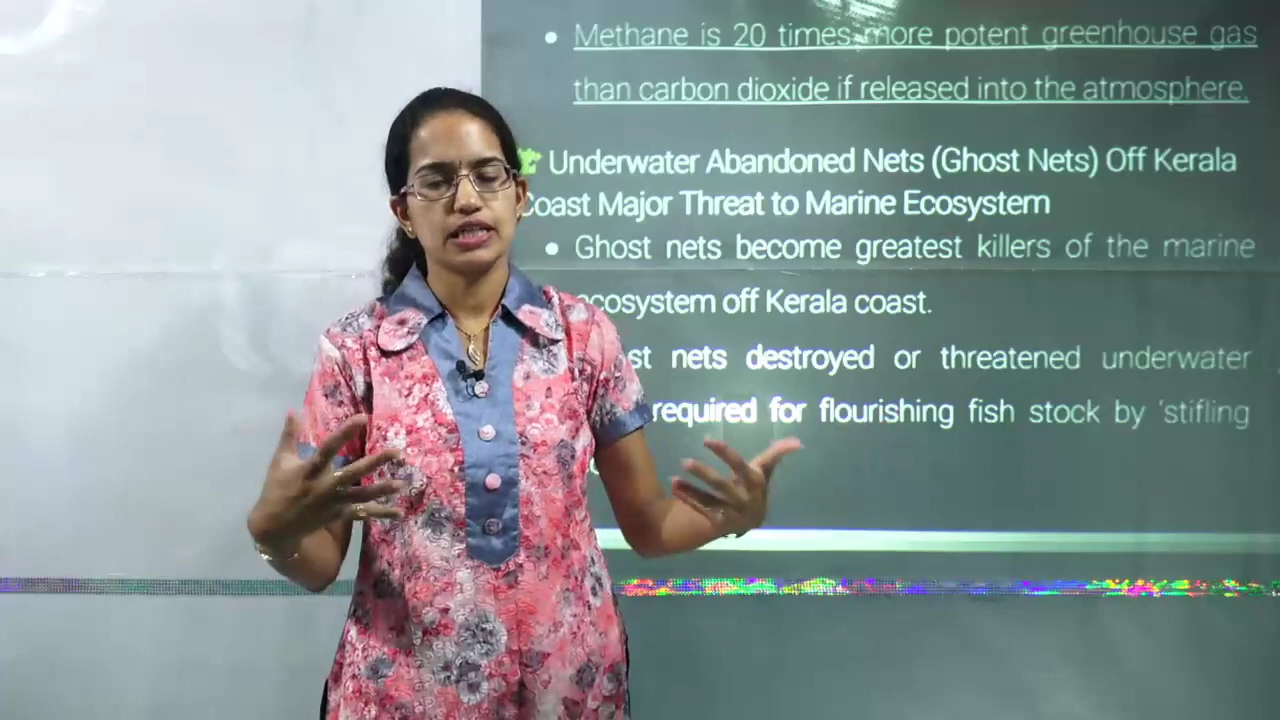 Methane is 20 times more potent greenhouse gas
than carbon dioxide if released into the atmosphere.
Underwater Abandoned Nets (Ghost Nets) Off Kerala
Coast Major Threat to Marine Ecosystem
Ghost nets become greatest killers of the marine
ecosystem off Kerala coast.
nets destroyed or threatened underwater
required for flourishing fish stock by 'stifling